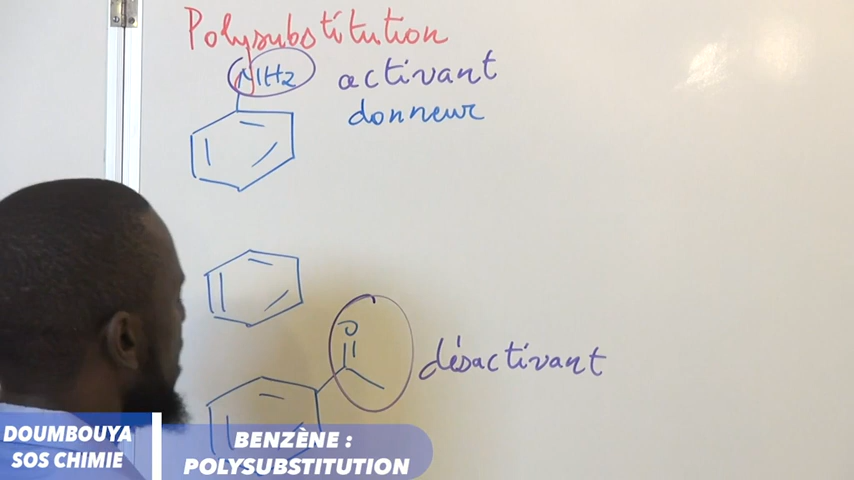 Polysubstitution
NH2 activant
donneur
O
désactivant
DOUMBOUYA
SOS CHIMIE
BENZÈNE :
POLYSUBSTITUTION